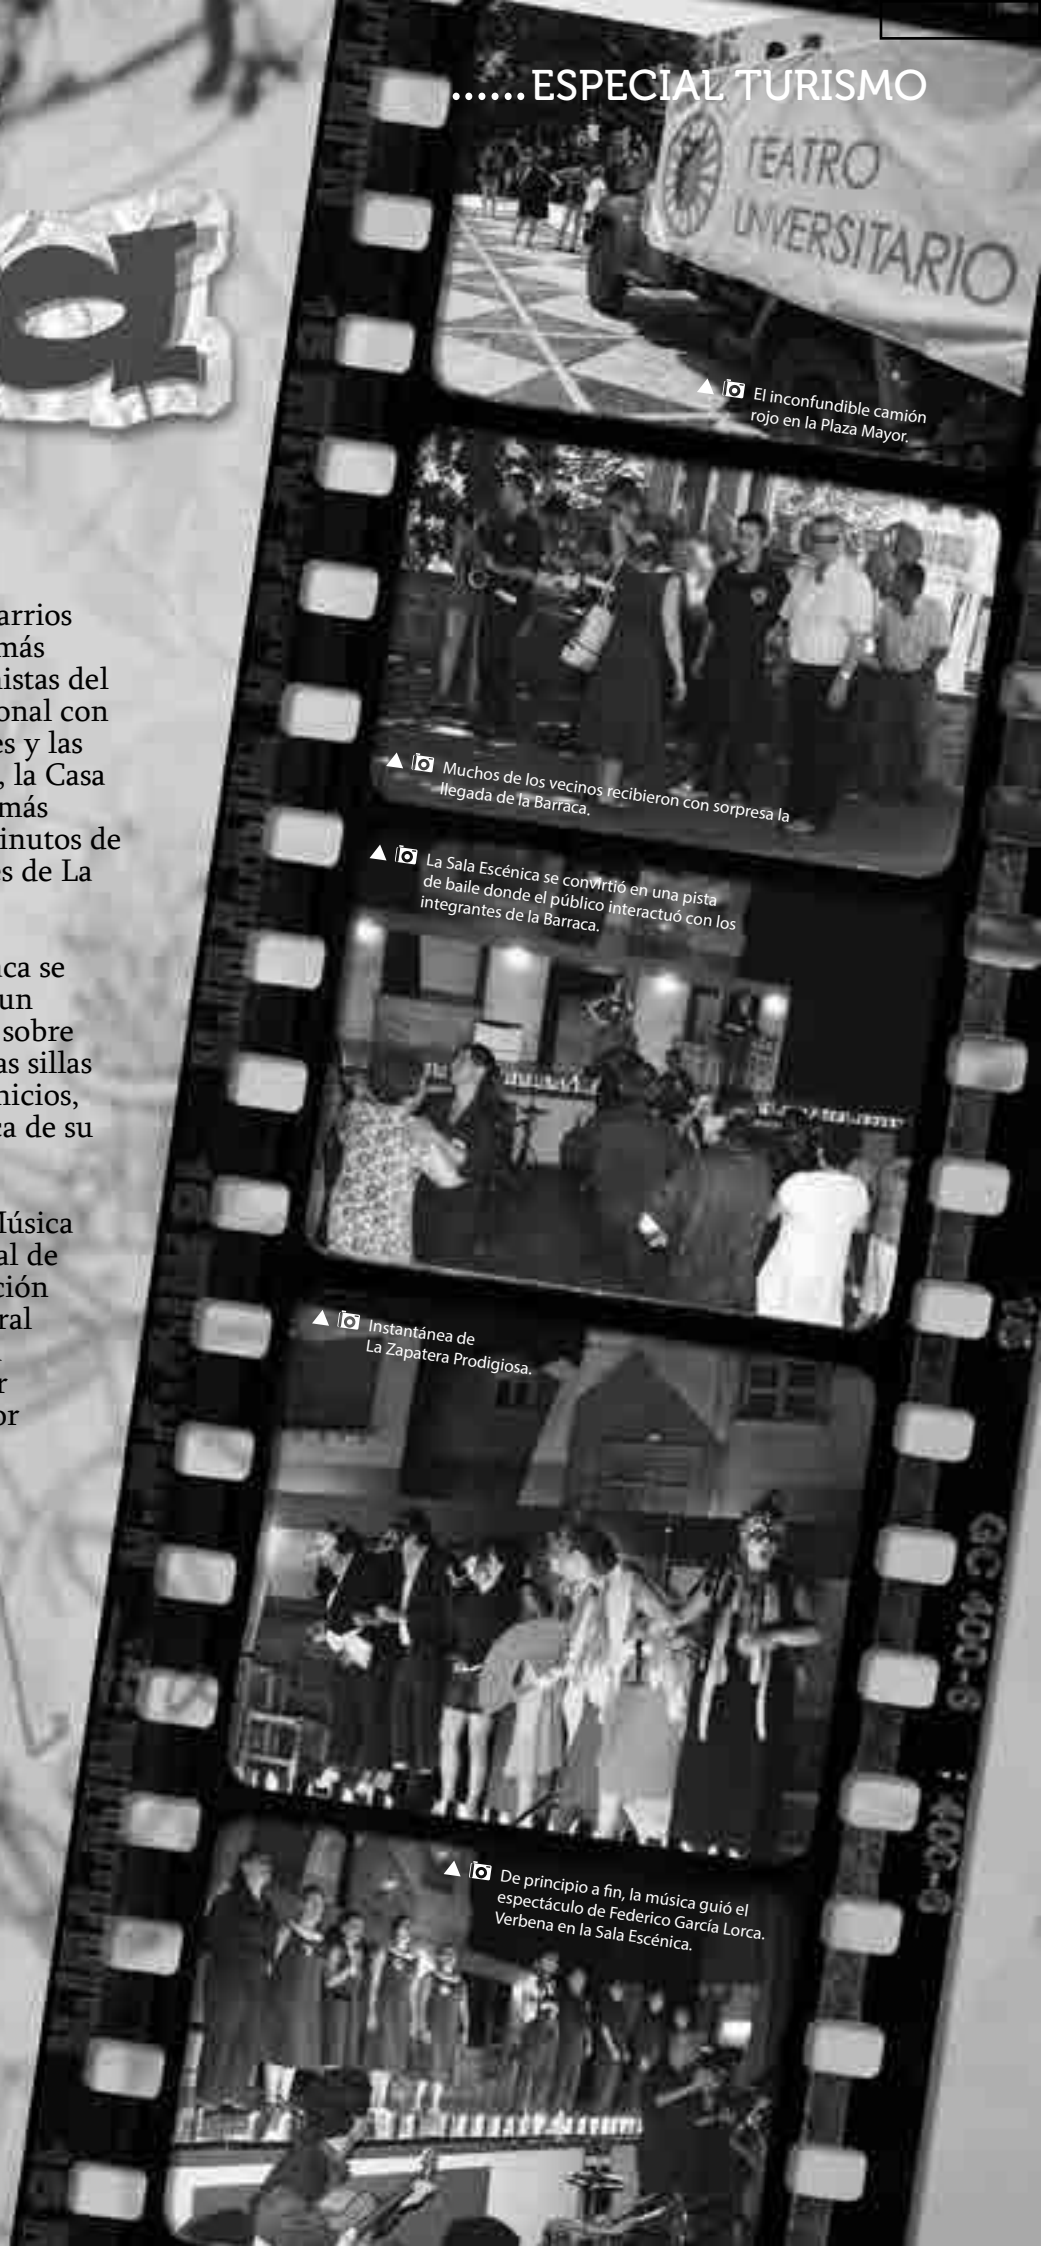 ......ESPECIAL TURISMO
TEATRO
UNIVERSITARIO
El inconfundible camión
rojo en la Plaza Mayor.
a
arrios
más
istas del
onal con
es y las
, la Casa
más
inutos de
es de La
ca se
un
sobre
as sillas
nicios,
ca de su
úsica
al de
ción
ral
r
or
Muchos de los vecinos recibieron con sorpresa la
llegada de la Barraca.
La Sala Escénica se convirtió en una pista
de baile donde el público interactuó con los
integrantes de la Barraca.
Instantánea de
La Zapatera Prodigiosa.
GC 400-6
De principio a fin, la música guió el
espectáculo de Federico García Lorca.
Verbena en la Sala Escénica.